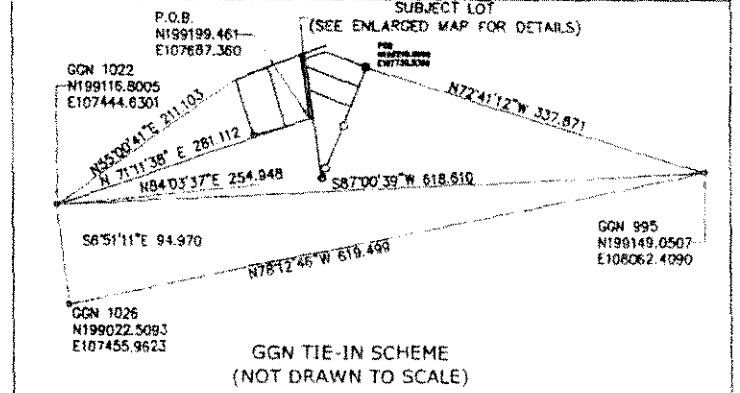 SUBJECT LOT
(SEE ENLARGED MAP FOR DETAILS)
P.O.B.
N199199.461
E107687.360
GGN 1022
N199116.8005
E107444.6301
N72°41'12"W 337.871
N55°00'41"E 211.103
N 71°11'38" E 281.112
N84°03'37"E 254.948
S87°00'39"W 618.610
S6°51'11"E 94.970
N78°12'46"W 619.499
GGN 995
N199149.0507
E108062.4090
GGN 1026
N199022.5093
E107455.9623
GGN TIE-IN SCHEME
(NOT DRAWN TO SCALE)